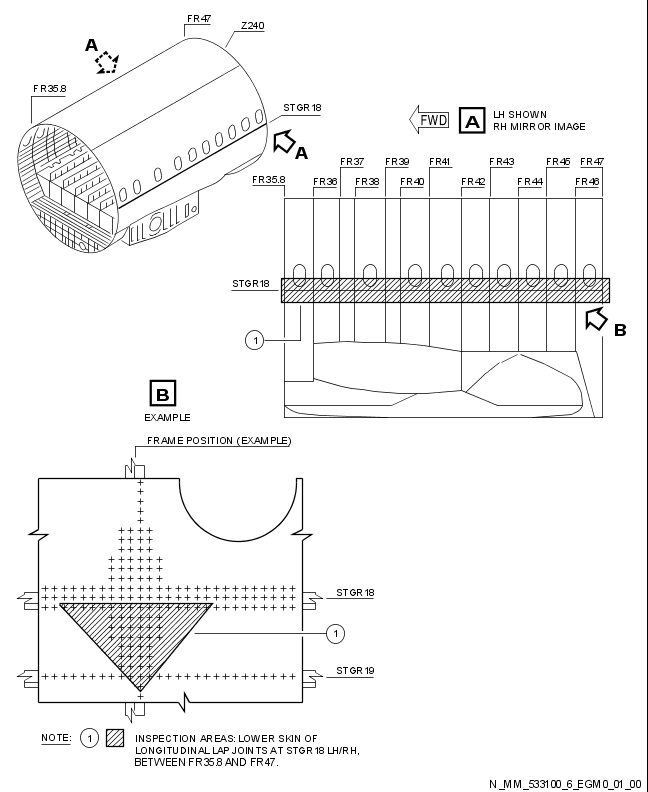 FR47
Z240
A
FR35.8
STGR18
A
FWD
A
LH SHOWN
RH MIRROR IMAGE
FR37
FR39
FR41
FR43
FR45
FR47
FR35.8
FR36
FR38
FR40
FR42
FR44
FR46
STGR18
1
B
B
EXAMPLE
FRAME POSITION (EXAMPLE)
STGR18
1
STGR19
NOTE: 1 INSPECTION AREAS: LOWER SKIN OF
LONGITUDINAL LAP JOINTS AT STGR18 LH/RH,
BETWEEN FR35.8 AND FR47.
N_MM_533100_6_EGM0_01_00